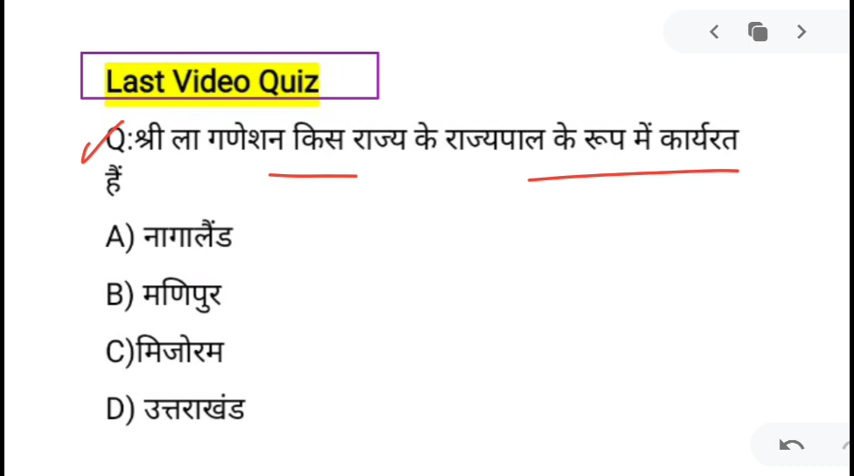 Last Video Quiz
Q:श्री ला गणेशन किस राज्य के राज्यपाल के रूप में कार्यरत
हैं
A) नागालैंड
B) मणिपुर
C)मिजोरम
D) उत्तराखंड